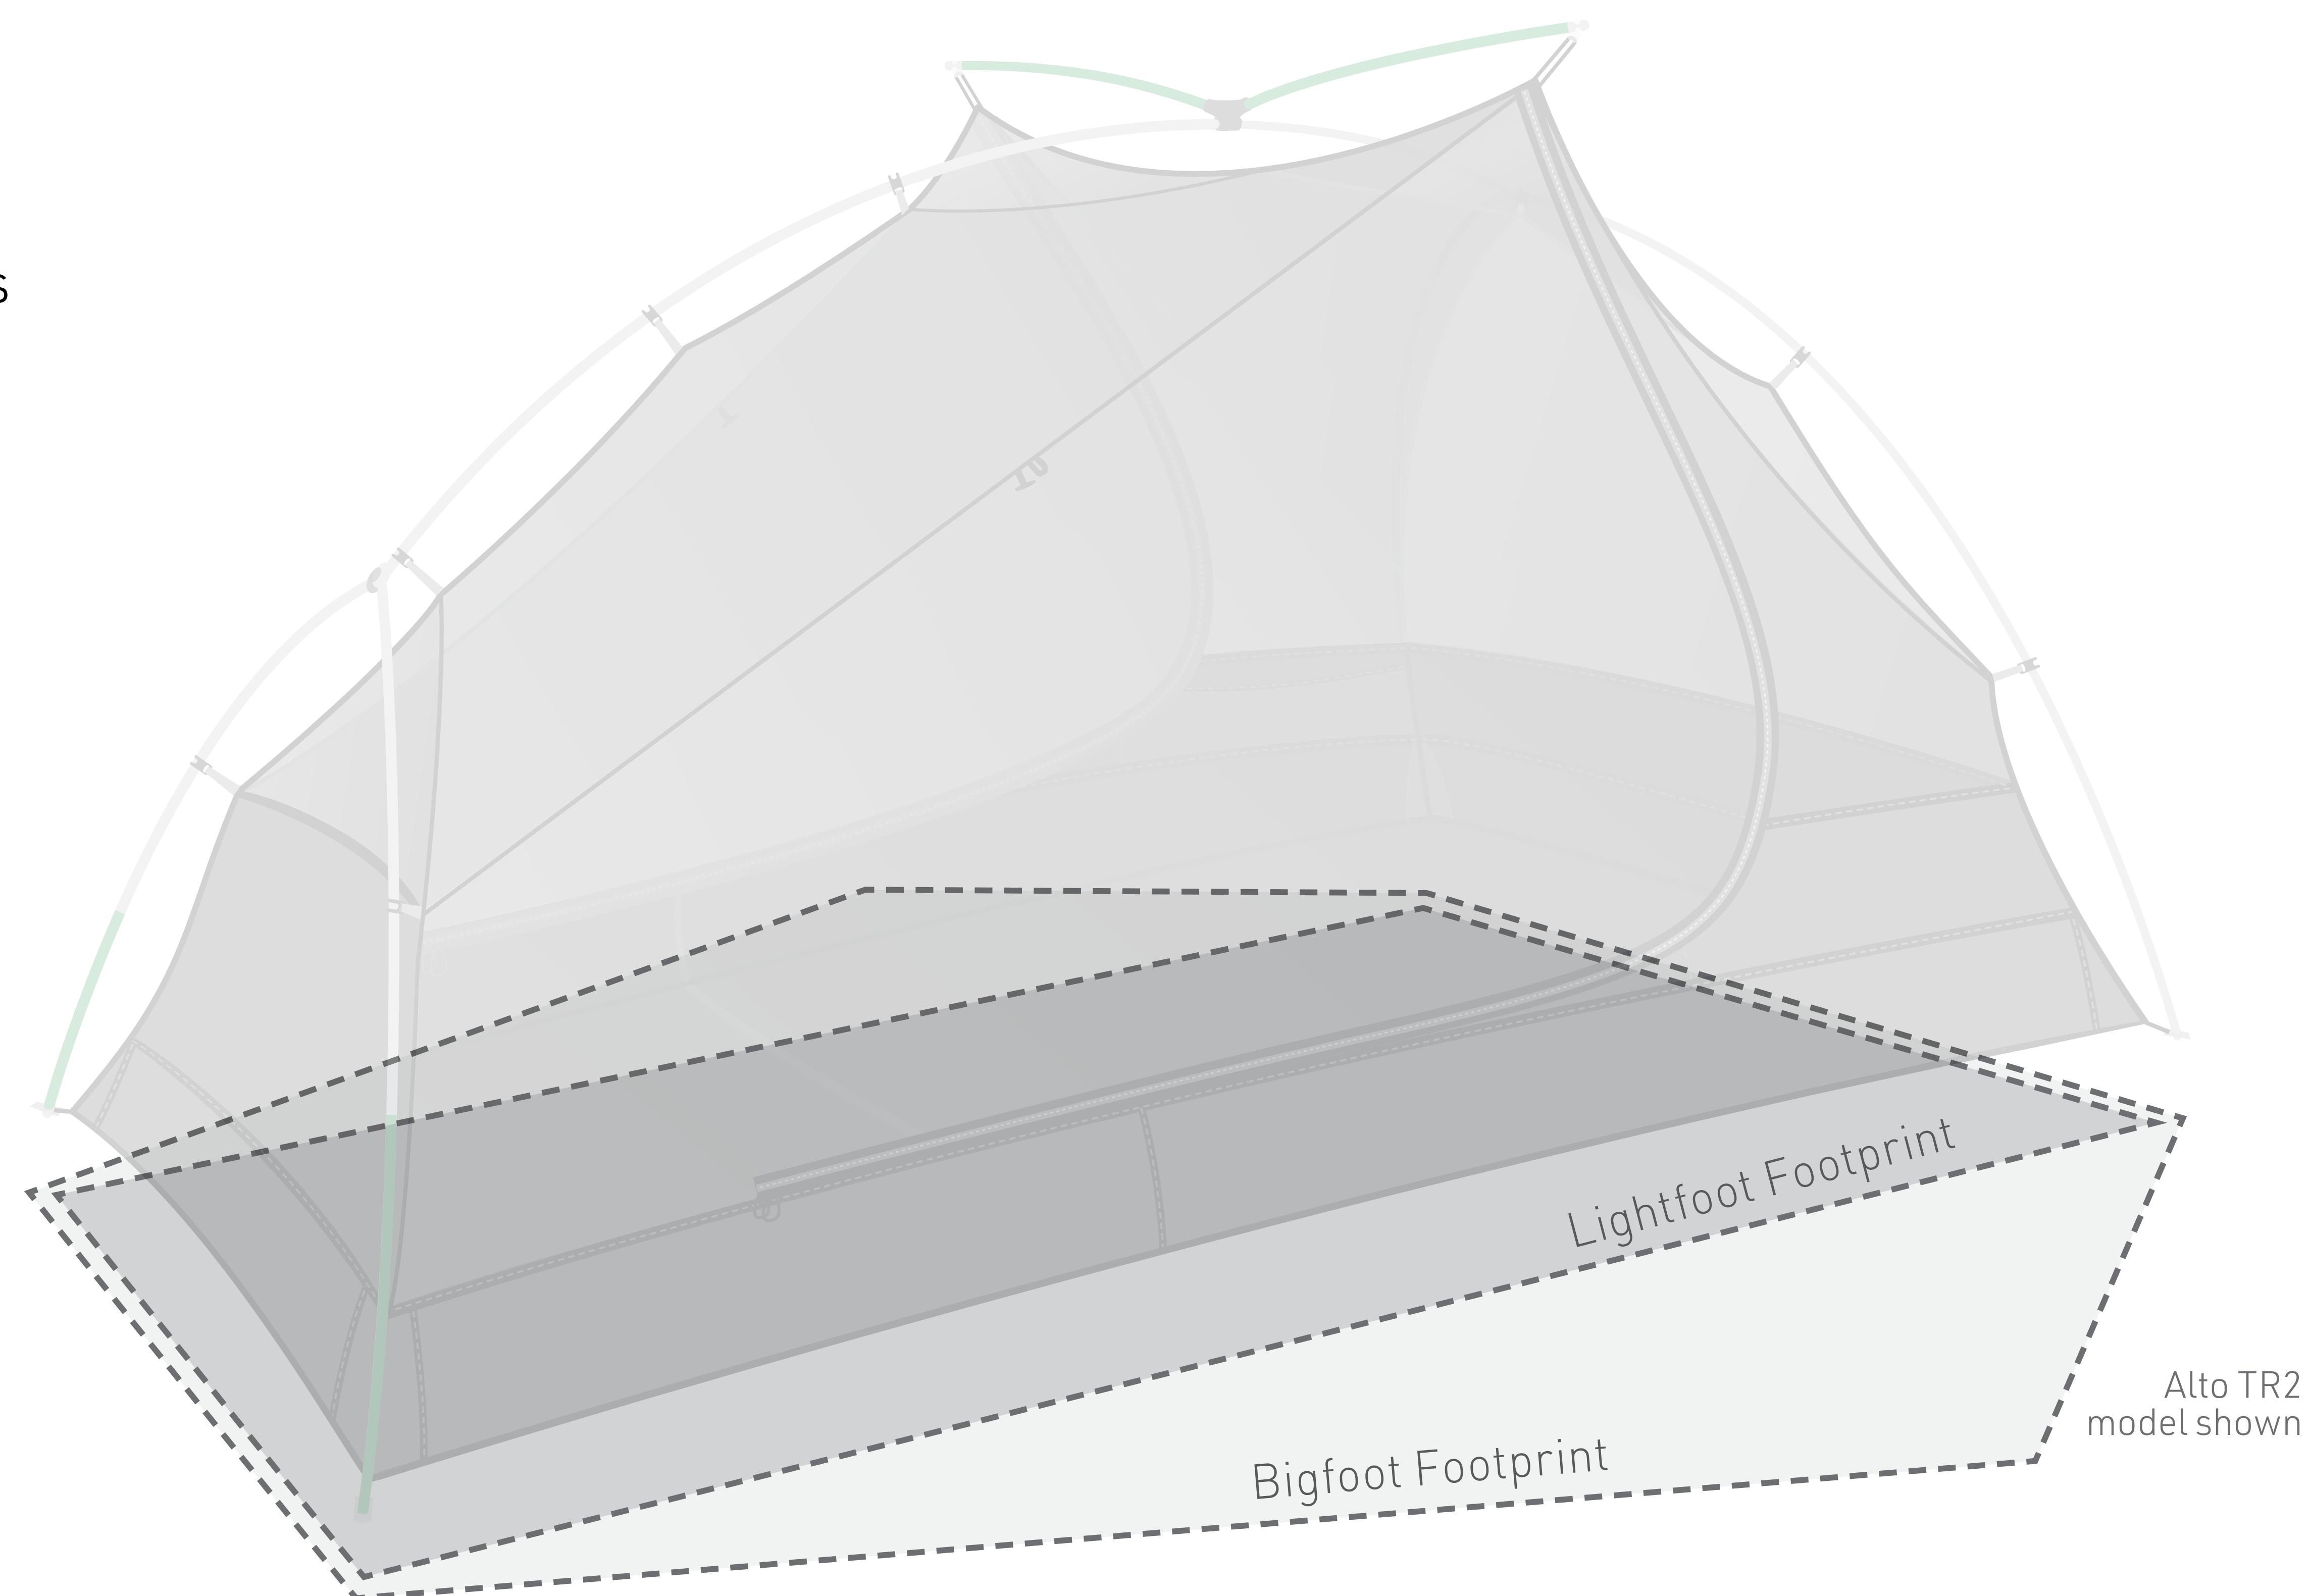 s
Lightfoot Footprint
Bigfoot Footprint
Alto TR2
model shown